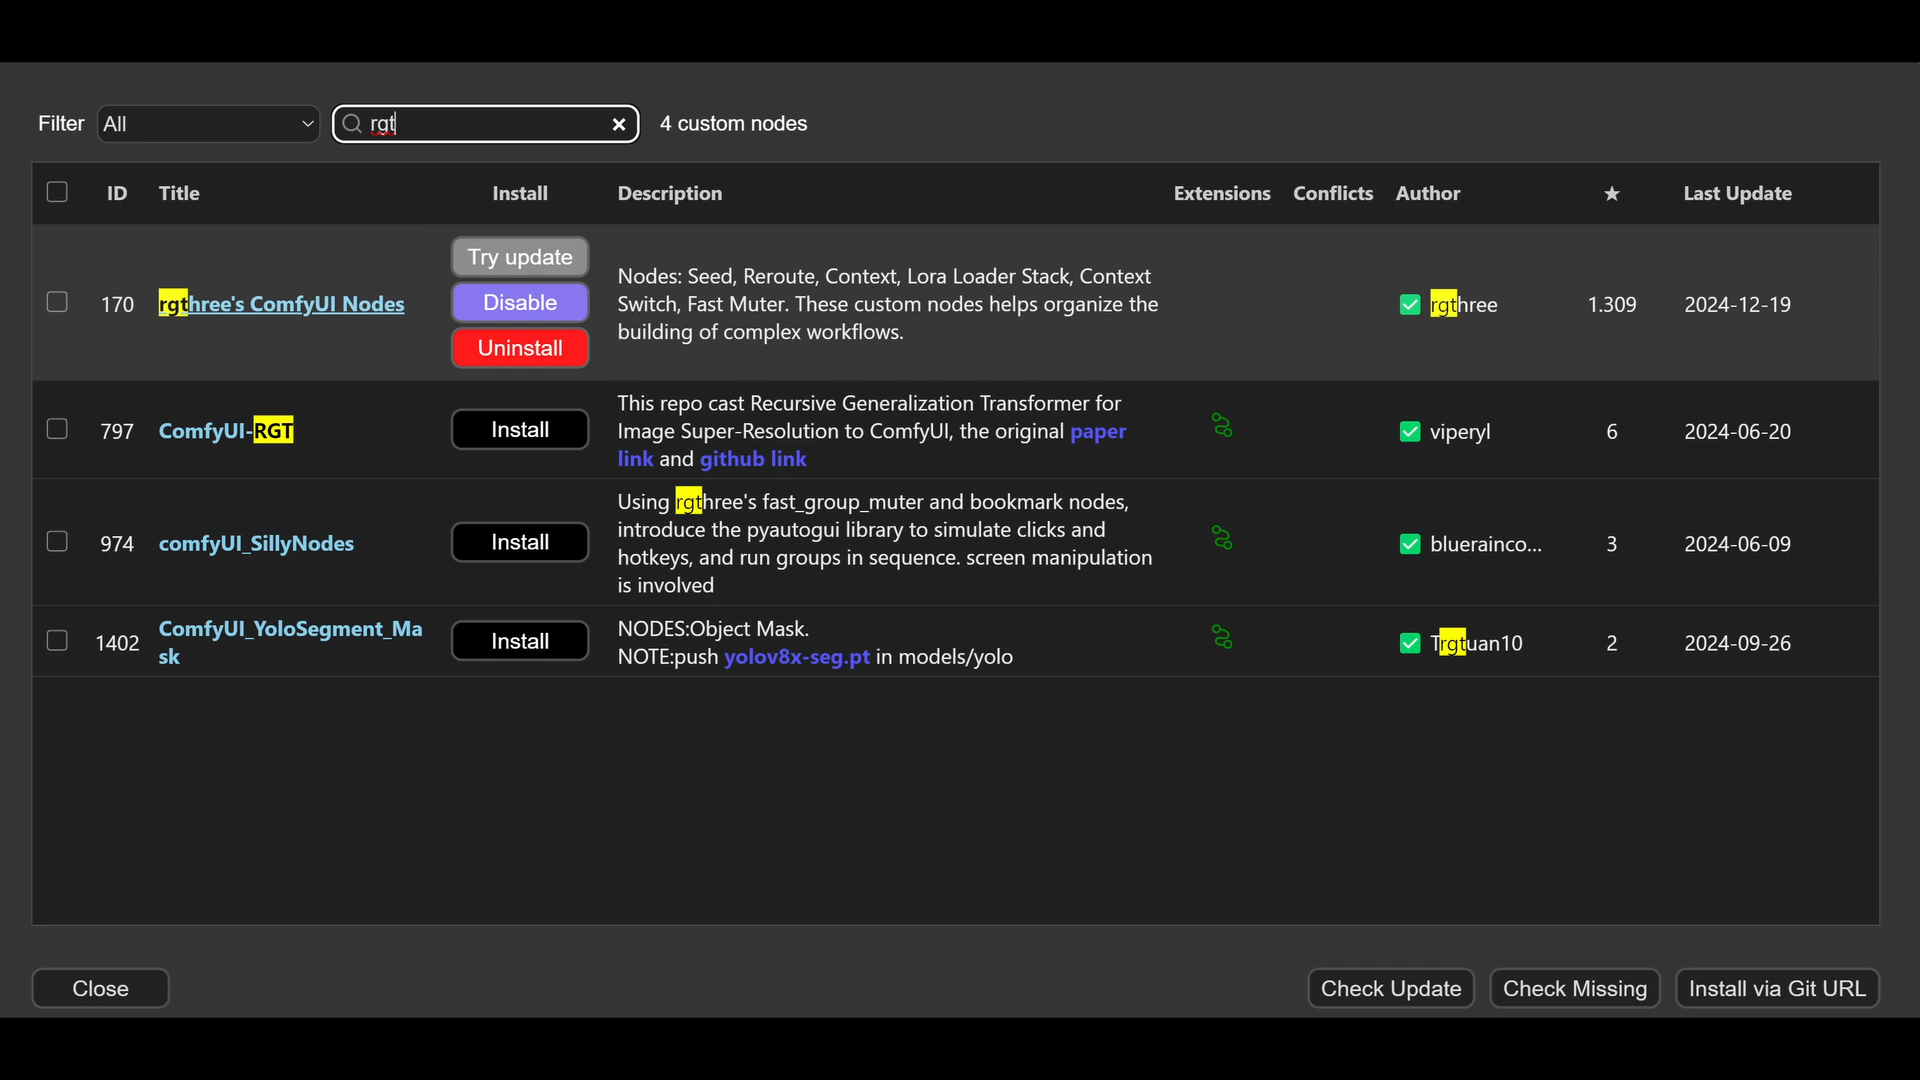 Filter All rgt 4 custom nodes
ID Title Install Description Extensions Conflicts Author ★ Last Update
170 rgthree's ComfyUI Nodes
Try update
Disable
Uninstall
Nodes: Seed, Reroute, Context, Lora Loader Stack, Context
Switch, Fast Muter. These custom nodes helps organize the
building of complex workflows.
rgthree 1.309 2024-12-19
797 ComfyUI-RGT Install
This repo cast Recursive Generalization Transformer for
Image Super-Resolution to ComfyUI, the original paper
link and github link
viperyl 6 2024-06-20
974 comfyUI_SillyNodes Install
Using rgthree's fast_group_muter and bookmark nodes,
introduce the pyautogui library to simulate clicks and
hotkeys, and run groups in sequence. screen manipulation
is involved
bluerainco... 3 2024-06-09
1402 ComfyUI_YoloSegment_Ma
sk
Install
NODES:Object Mask.
NOTE:push yolov8x-seg.pt in models/yolo
Trgtuan10 2 2024-09-26
Close Check Update Check Missing Install via Git URL